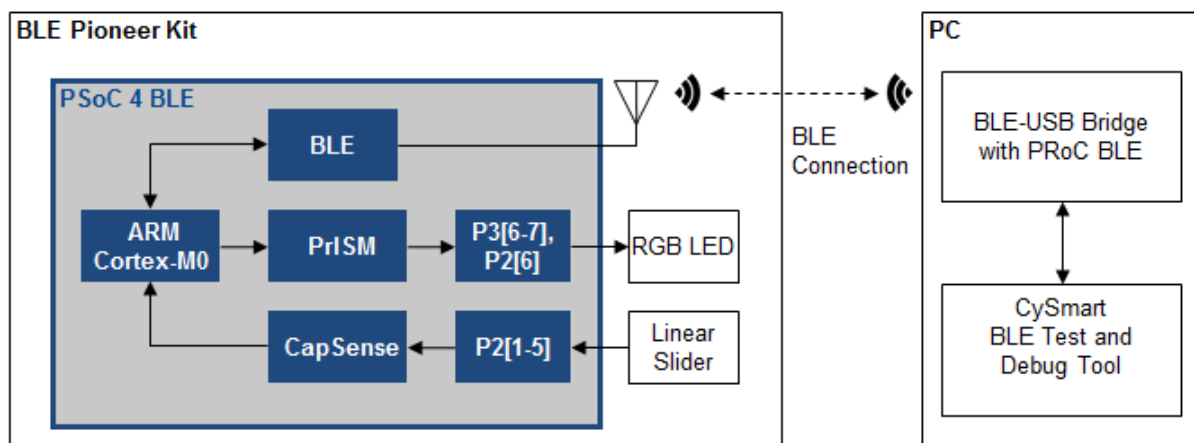 BLE Pioneer Kit
PC
PSoC 4 BLE
BLE
BLE
Connection
BLE-USB Bridge
with PRoC BLE
ARM
Cortex-M0
PrISM
P3[6-7],
P2[6]
RGB LED
CapSense
P2[1-5]
Linear
Slider
CySmart
BLE Test and
Debug Tool